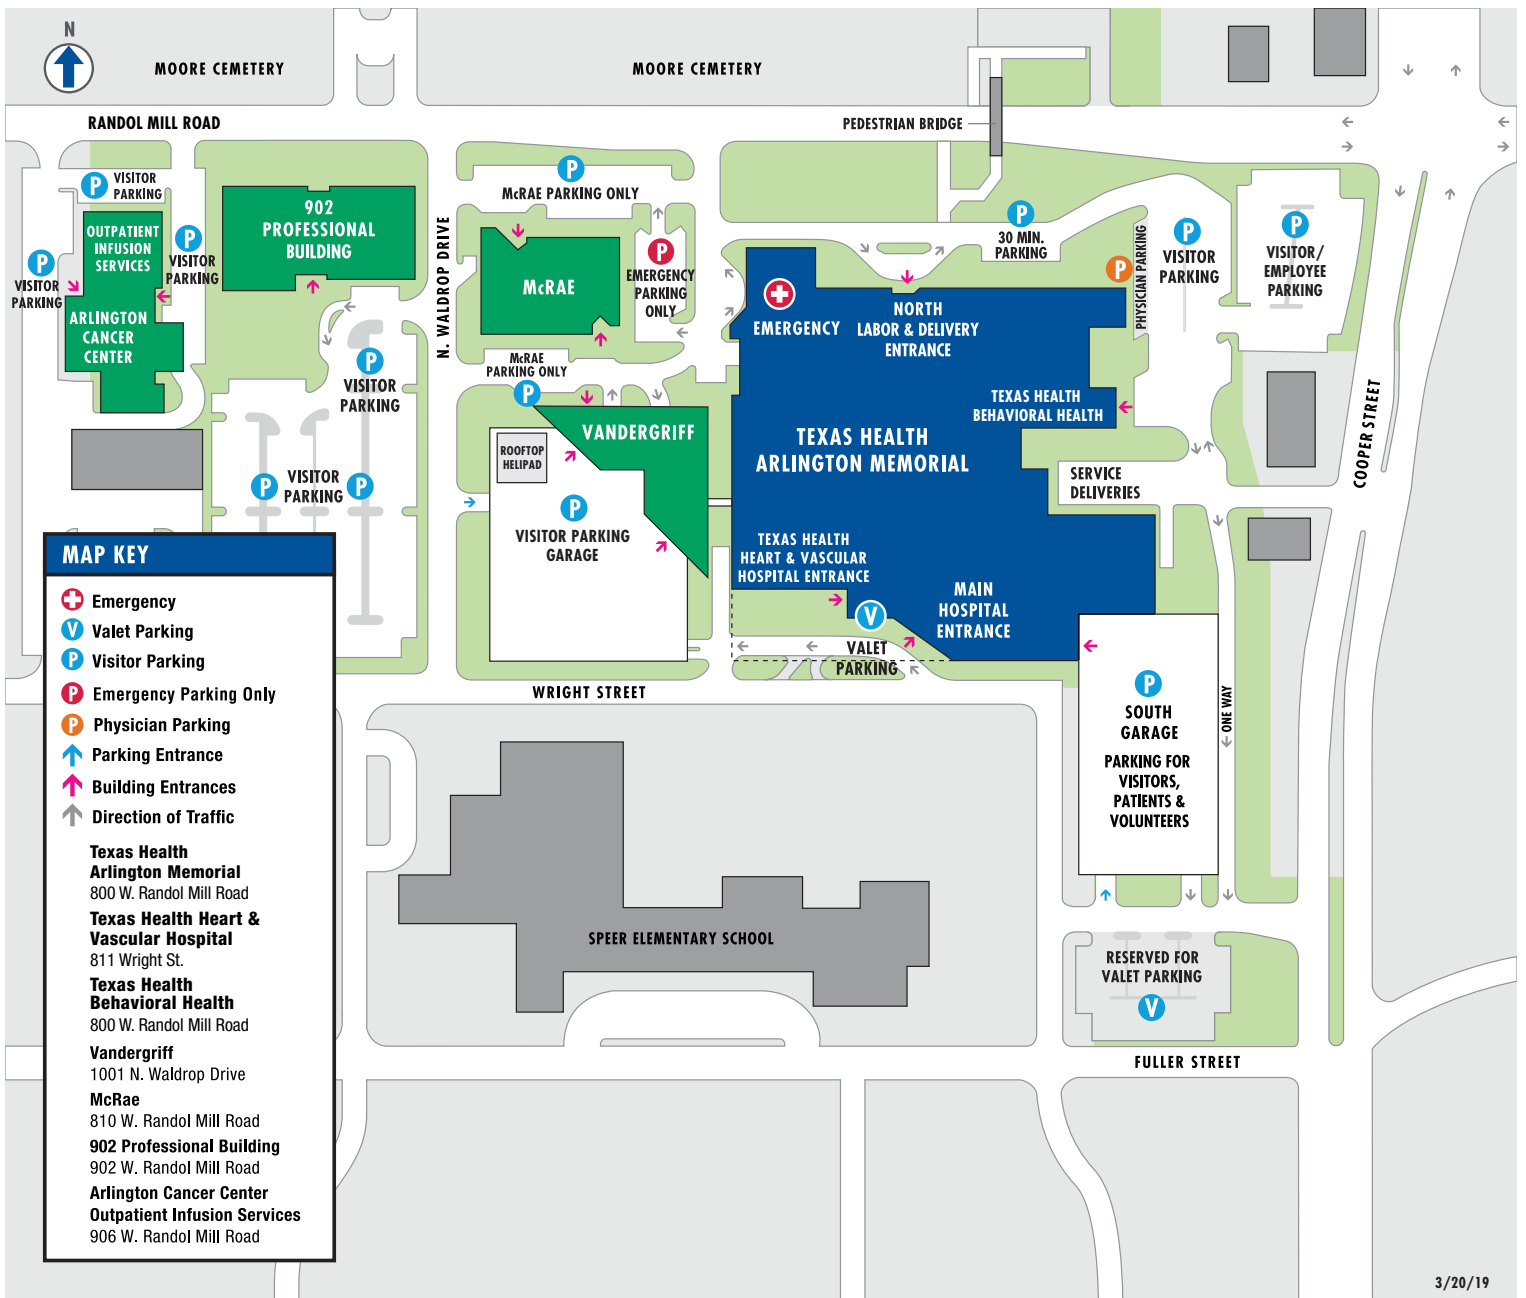 N
MOORE CEMETERY
MOORE CEMETERY
RANDOL MILL ROAD
PEDESTRIAN BRIDGE
P
VISITOR
PARKING
P
McRAE PARKING ONLY
902
PROFESSIONAL
BUILDING
OUTPATIENT
INFUSION
SERVICES
P
VISITOR
PARKING
P
VISITOR
PARKING
ARLINGTON
CANCER
CENTER
N. WALDROP DRIVE
McRAE
P
EMERGENCY
PARKING
ONLY
P
30 MIN.
PARKING
P
PHYSICIAN PARKING
P
VISITOR
PARKING
P
VISITOR/
EMPLOYEE
PARKING
EMERGENCY
NORTH
LABOR & DELIVERY
ENTRANCE
P
VISITOR
PARKING
McRAE
PARKING ONLY
P
TEXAS HEALTH
BEHAVIORAL HEALTH
COOPER STREET
VANDERGRIFF
TEXAS HEALTH
ARLINGTON MEMORIAL
ROOFTOP
HELIPAD
P
VISITOR
PARKING
P
SERVICE
DELIVERIES
P
VISITOR PARKING
GARAGE
TEXAS HEALTH
HEART & VASCULAR
HOSPITAL ENTRANCE
MAIN
HOSPITAL
ENTRANCE
V
VALET
PARKING
WRIGHT STREET
P
SOUTH
GARAGE
PARKING FOR
VISITORS,
PATIENTS &
VOLUNTEERS
ONE WAY
SPEER ELEMENTARY SCHOOL
RESERVED FOR
VALET PARKING
V
FULLER STREET
MAP KEY
Emergency
V Valet Parking
P Visitor Parking
P Emergency Parking Only
P Physician Parking
Parking Entrance
Building Entrances
Direction of Traffic
Texas Health
Arlington Memorial
800 W. Randol Mill Road
Texas Health Heart &
Vascular Hospital
811 Wright St.
Texas Health
Behavioral Health
800 W. Randol Mill Road
Vandergriff
1001 N. Waldrop Drive
McRae
810 W. Randol Mill Road
902 Professional Building
902 W. Randol Mill Road
Arlington Cancer Center
Outpatient Infusion Services
906 W. Randol Mill Road
3/20/19